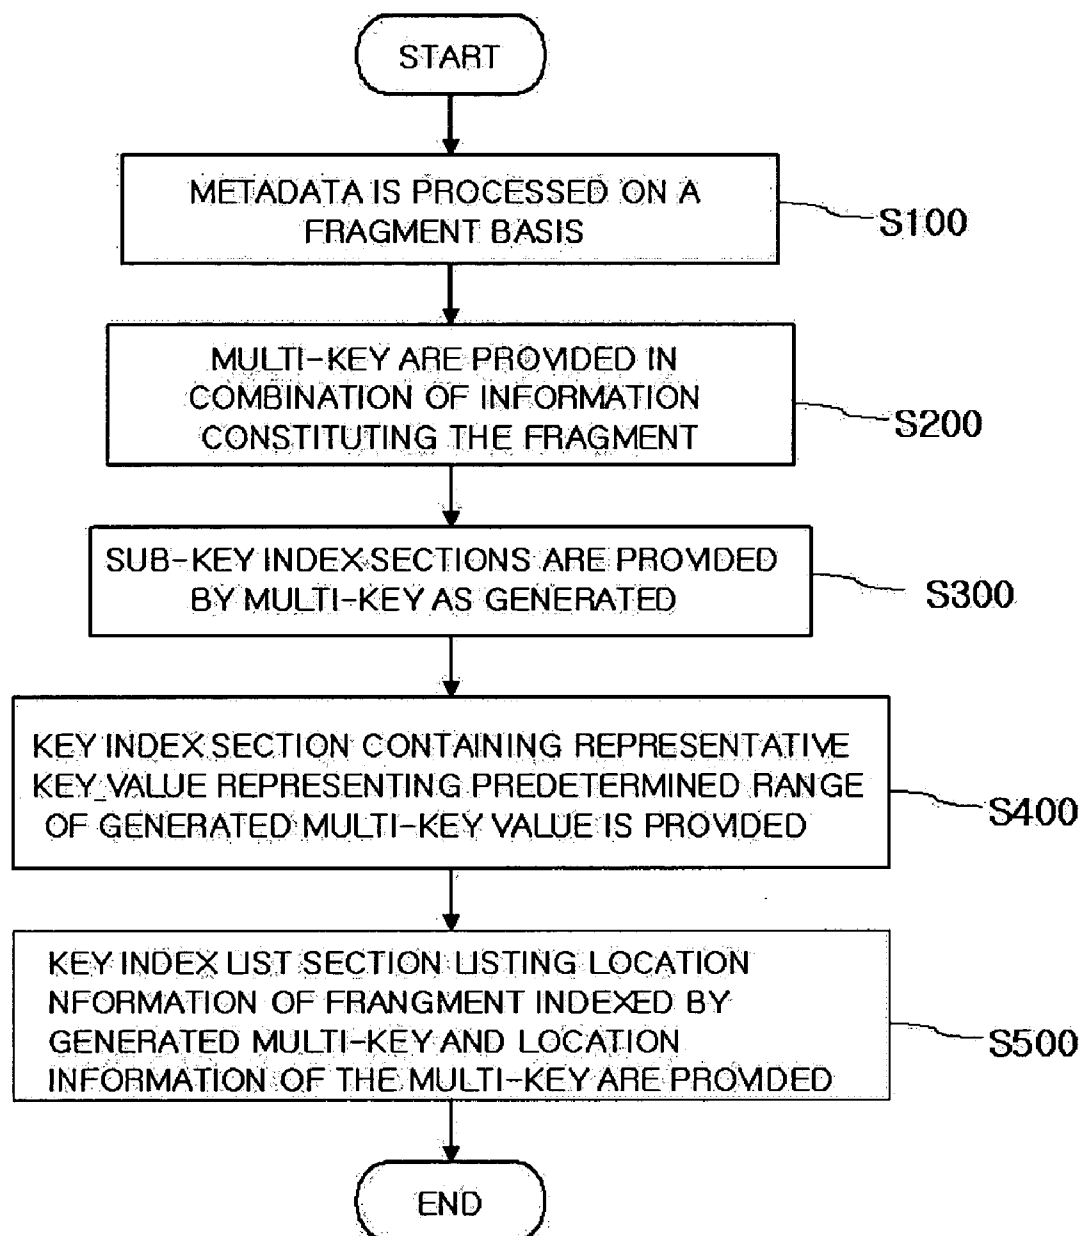 START
METADATA IS PROCESSED ON A
FRAGMENT BASIS
S100
MULTI-KEY ARE PROVIDED IN
COMBINATION OF INFORMATION
CONSTITUTING THE FRAGMENT
S200
SUB-KEY INDEX SECTIONS ARE PROVIDED
BY MULTI-KEY AS GENERATED
S300
KEY INDEX SECTION CONTAINING REPRESENTATIVE
KEY_VALUE REPRESENTING PREDETERMINED RANGE
OF GENERATED MULTI-KEY VALUE IS PROVIDED
S400
KEY INDEX LIST SECTION LISTING LOCATION
NFORMATION OF FRANGMENT INDEXED BY
GENERATED MULTI-KEY AND LOCATION
INFORMATION OF THE MULTI-KEY ARE PROVIDED
S500
END